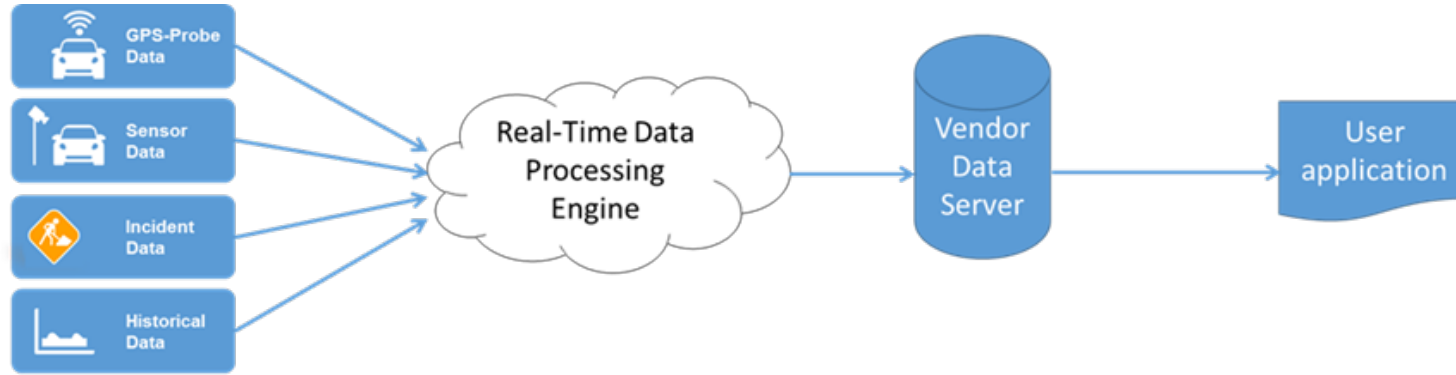 GPS-Probe
Data
Sensor
Data
Incident
Data
Historical
Data
Real-Time Data
Processing
Engine
Vendor
Data
Server
User
application